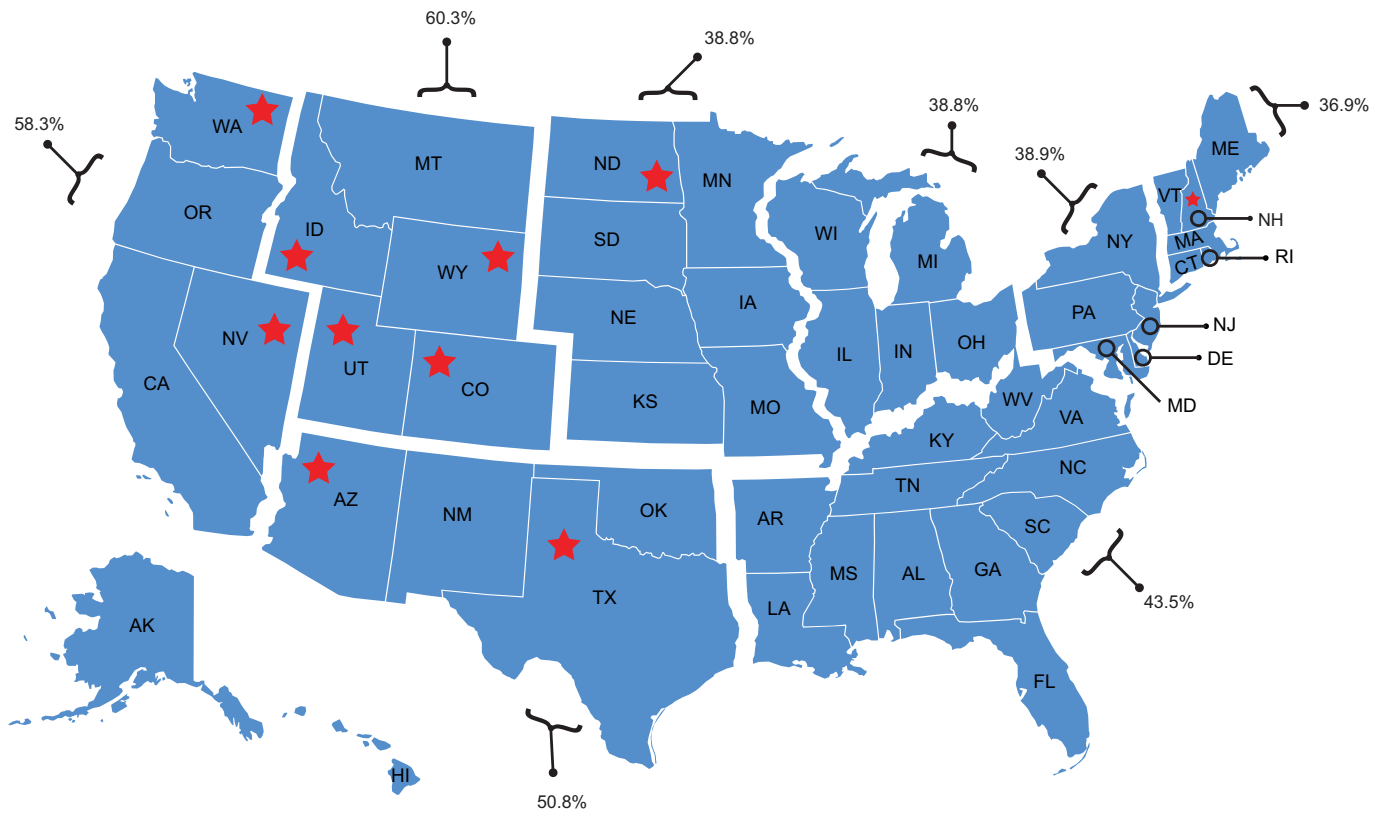 60.3%
38.8%
38.8%
36.9%
58.3%
38.9%
WA
MT
ND
MN
ME
VT
OR
ID
SD
WI
NY
NH
MA
WY
MI
CT
RI
NV
NE
IA
PA
NJ
CA
UT
CO
IL
IN
OH
DE
KS
MO
WV
MD
VA
KY
AZ
NM
OK
AR
TN
NC
SC
TX
MS
AL
GA
LA
43.5%
AK
FL
HI
50.8%